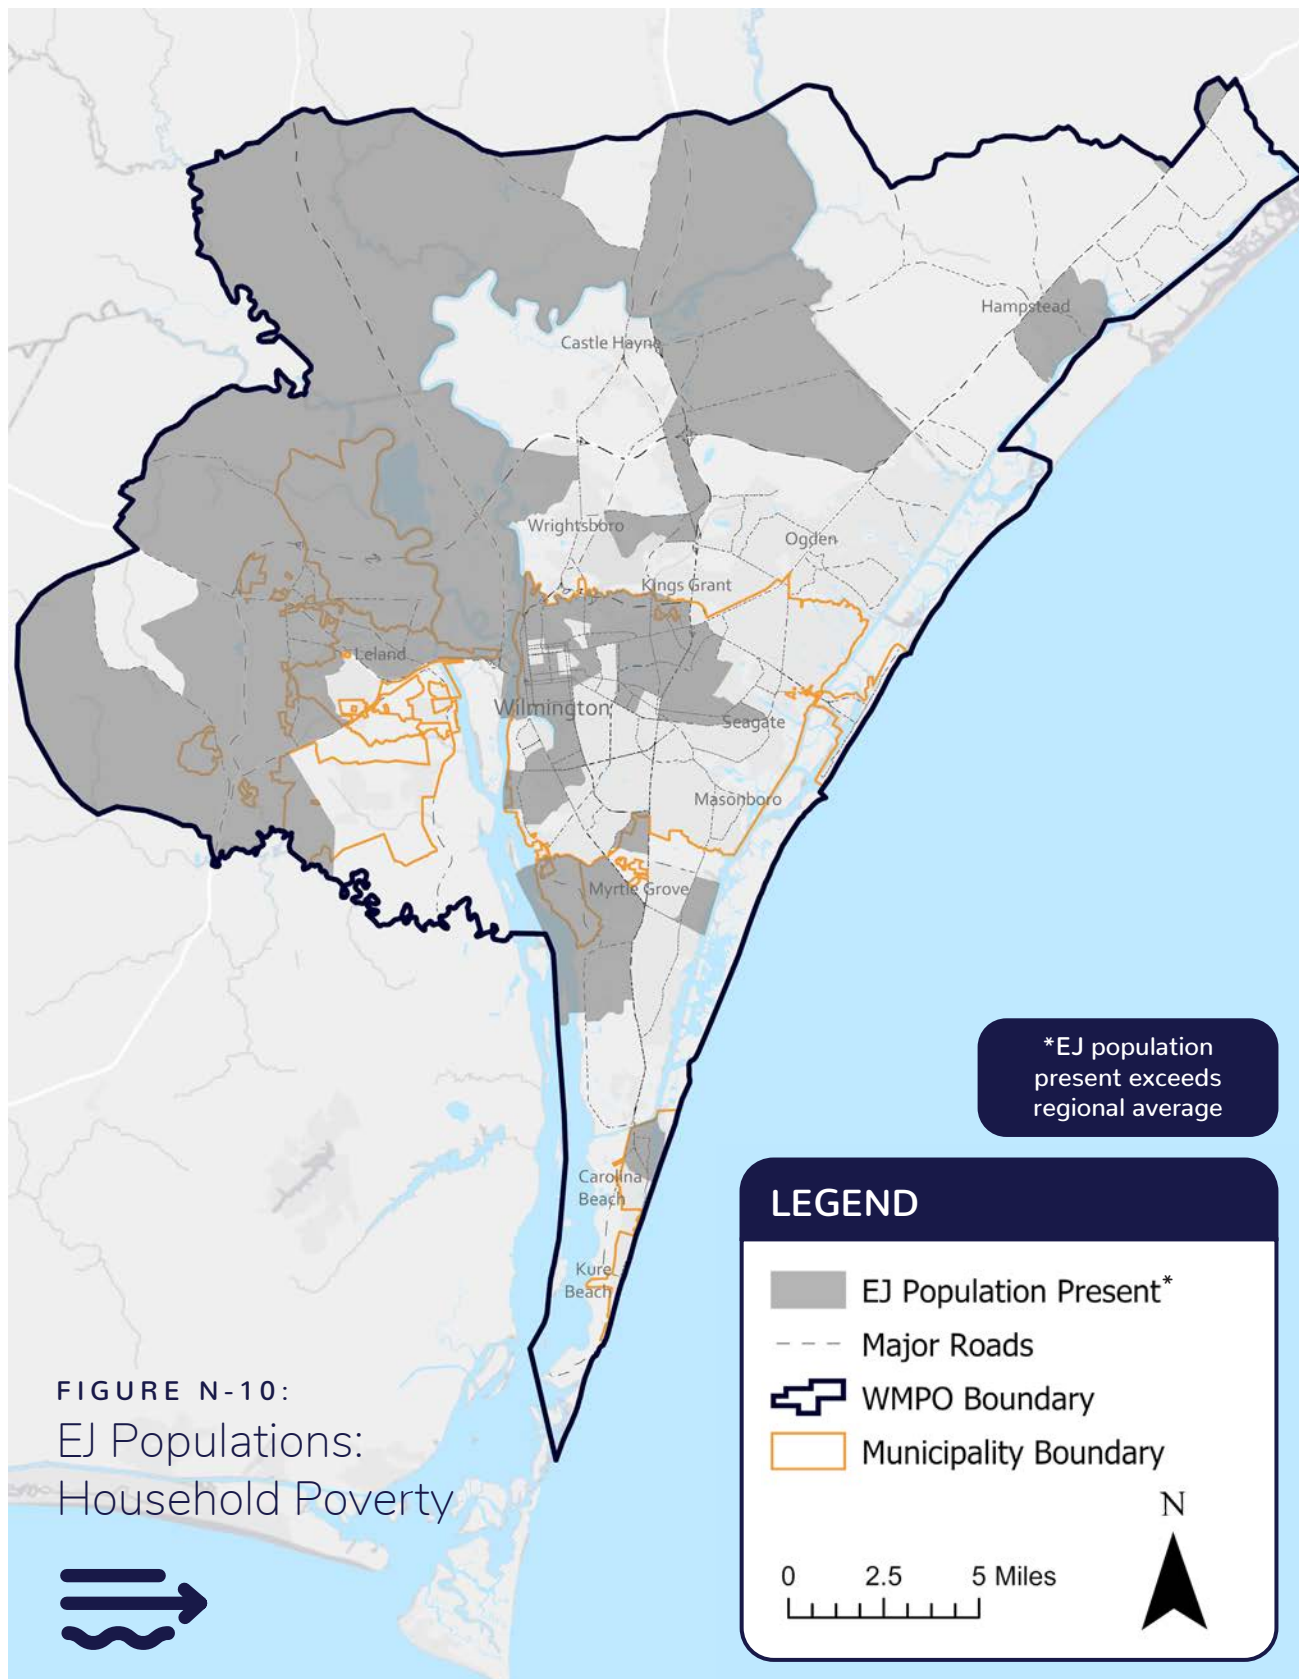 Hampstead
Castle Hayne
Wrightsboro
Ogden
Kings Grant
Leland
Wilmington
Seagate
Masonboro
Myrtle Grove
*EJ population
present exceeds
regional average
Carolina
Beach
Kure
Beach
LEGEND
EJ Population Present*
Major Roads
WMPO Boundary
Municipality Boundary
N
0 2.5 5 Miles
FIGURE N-10:
EJ Populations:
Household Poverty